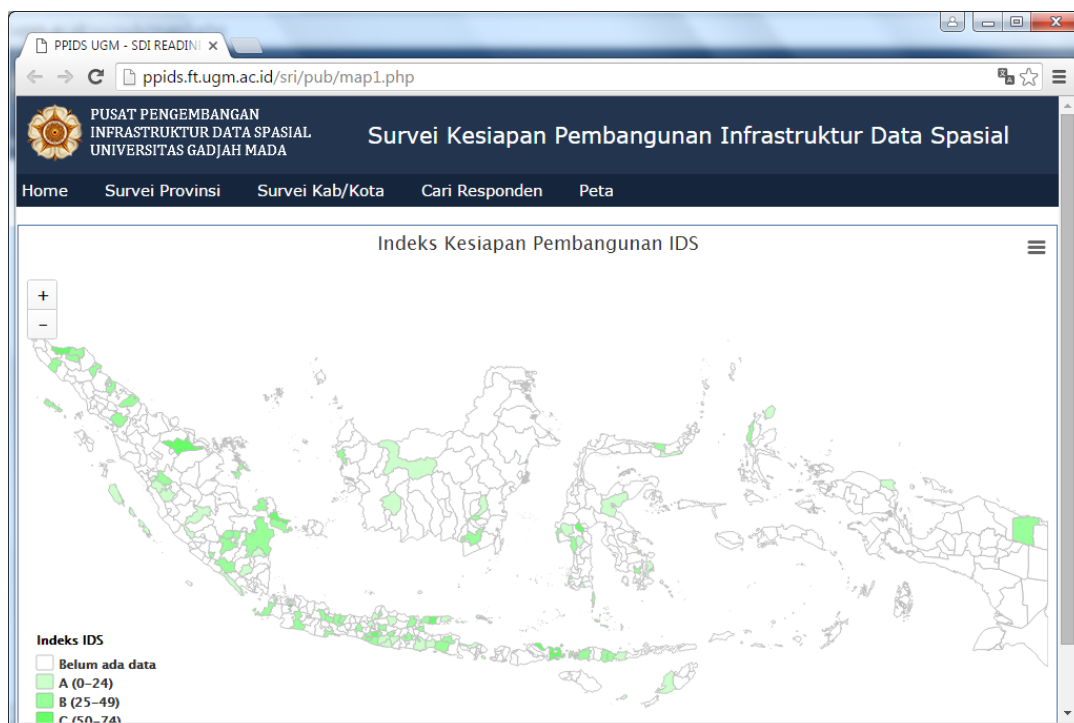 PPIDS UGM - SDI READIN
ppids.ft.ugm.ac.id/sri/pub/map1.php
PUSAT PENGEMBANGAN
INFRASTRUKTUR DATA SPASIAL
UNIVERSITAS GADJAH MADA
Survei Kesiapan Pembangunan Infrastruktur Data Spasial
Home Survei Provinsi Survei Kab/Kota Cari Responden Peta
Indeks Kesiapan Pembangunan IDS
+
−
Indeks IDS
Belum ada data
A (0−24)
B (25−49)
C (50−74)